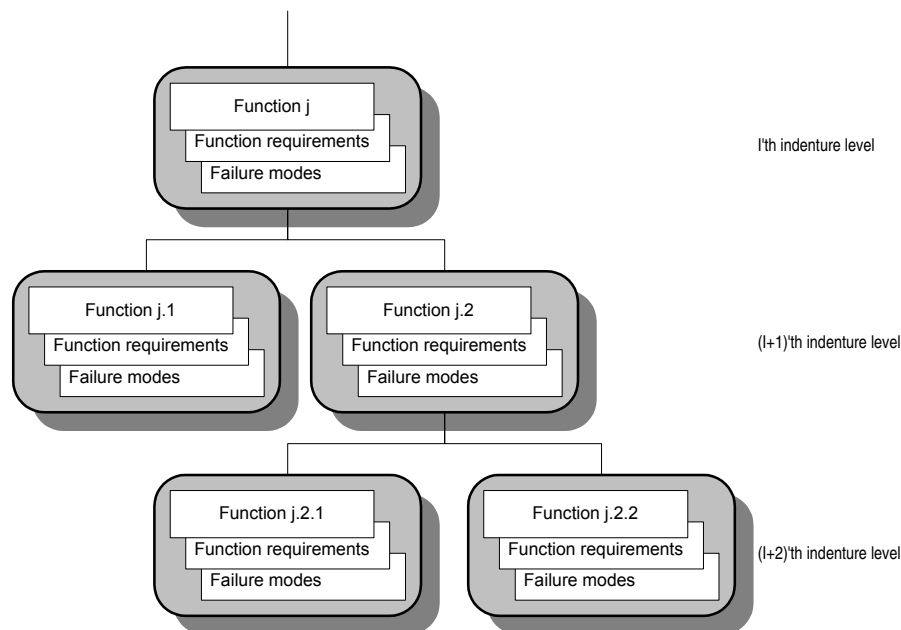 Function j
Function requirements
Failure modes
I'th indenture level
Function j.1
Function requirements
Failure modes
Function j.2
Function requirements
Failure modes
(I+1)'th indenture level
Function j.2.1
Function requirements
Failure modes
Function j.2.2
Function requirements
Failure modes
(I+2)'th indenture level